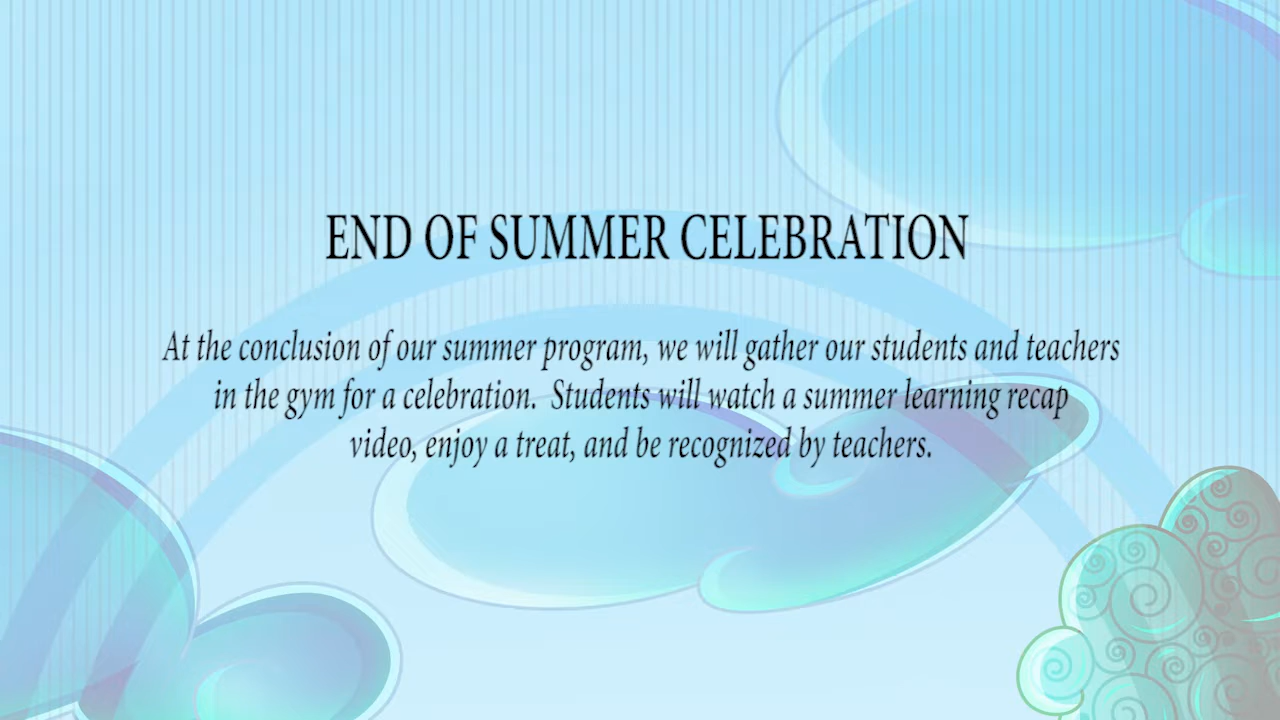 END OF SUMMER CELEBRATION
At the conclusion of our summer program, we will gather our students and teachers
in the gym for a celebration.  Students will watch a summer learning recap
video, enjoy a treat, and be recognized by teachers.